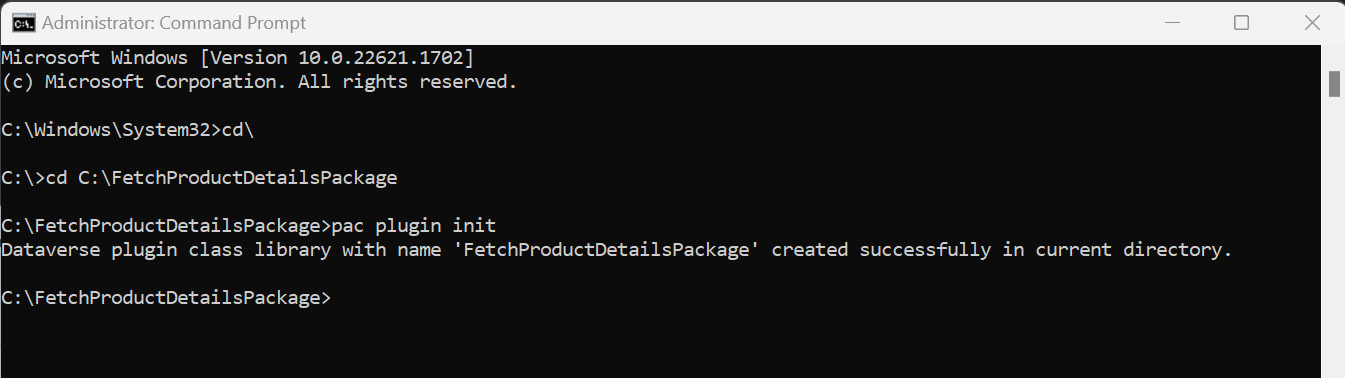 Administrator: Command Prompt
Microsoft Windows [Version 10.0.22621.1702]
(c) Microsoft Corporation. All rights reserved.
C:\Windows\System32>cd\
C:\>cd C:\FetchProductDetailsPackage
C:\FetchProductDetailsPackage>pac plugin init
Dataverse plugin class library with name 'FetchProductDetailsPackage' created successfully in current directory.
C:\FetchProductDetailsPackage>